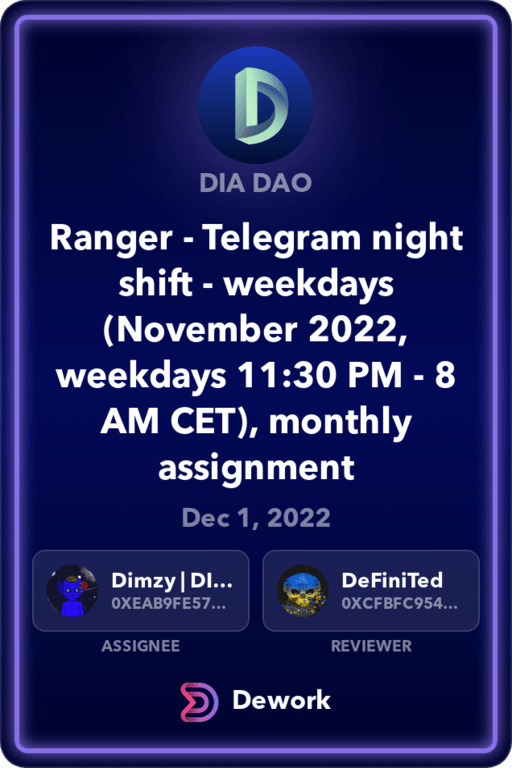 DIA DAO
Ranger - Telegram night
shift - weekdays
(November 2022,
weekdays 11:30 PM - 8
AM CET), monthly
assignment
Dec 1, 2022
Dimzy | DI...
0XEAB9FE57...
ASSIGNEE
DeFiniTed
0XCFBFC954...
REVIEWER
Dework